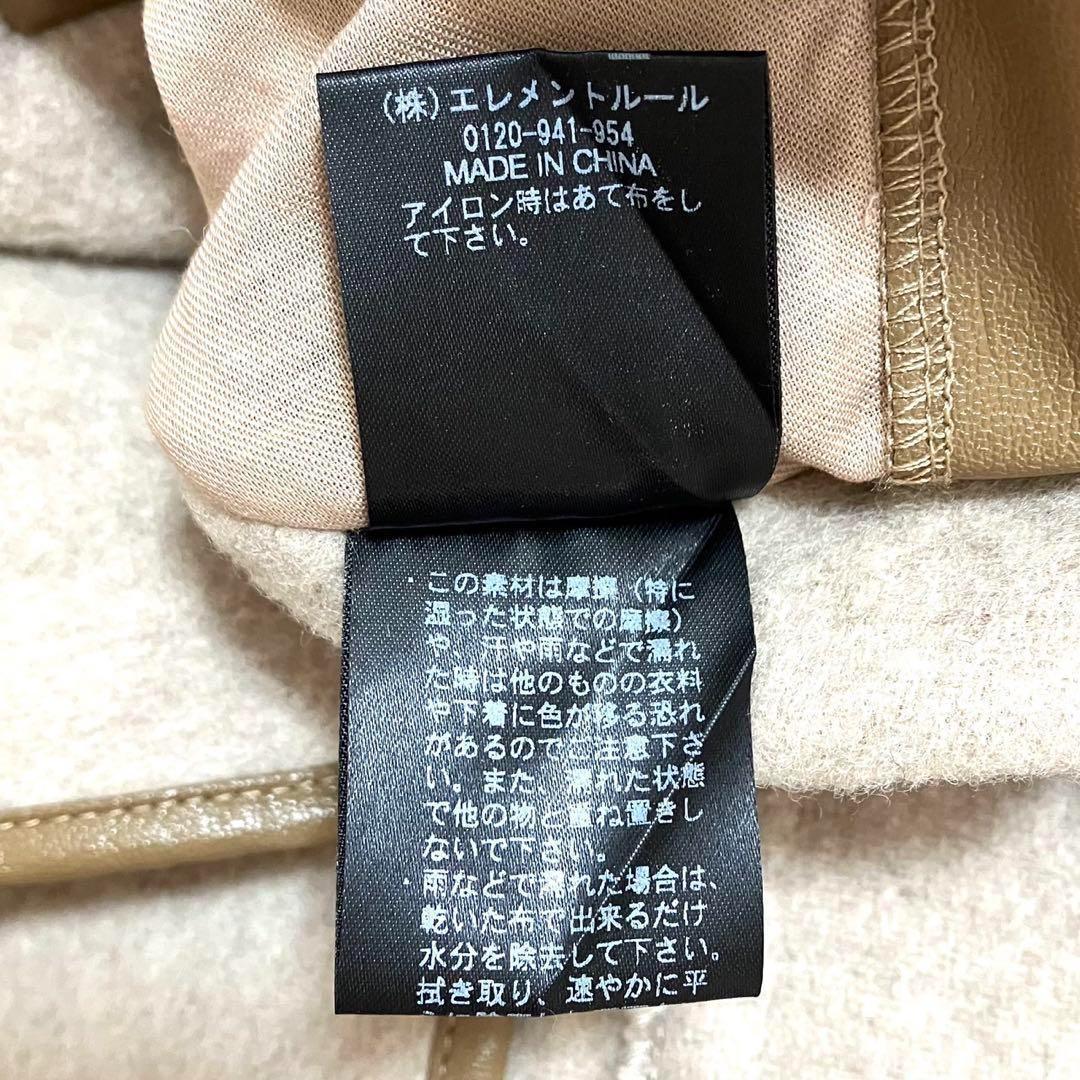 (株)エレメントルール
0120-941-954
MADE IN CHINA
アイロン時はあて布をし
て下さい。
・この素材は摩擦(特に
湿った状態での摩擦)
や、汗や雨などで濡れ
た時は他のものの衣料
や下着に色が移る恐れ
があるのでご注意下さ
い。また、濡れた状態
で他の物と重ね置きし
ないで下さい。
・雨などで濡れた場合は、
乾いた布で出来るだけ
水分を除去して下さい。
拭き取り、速やかに平